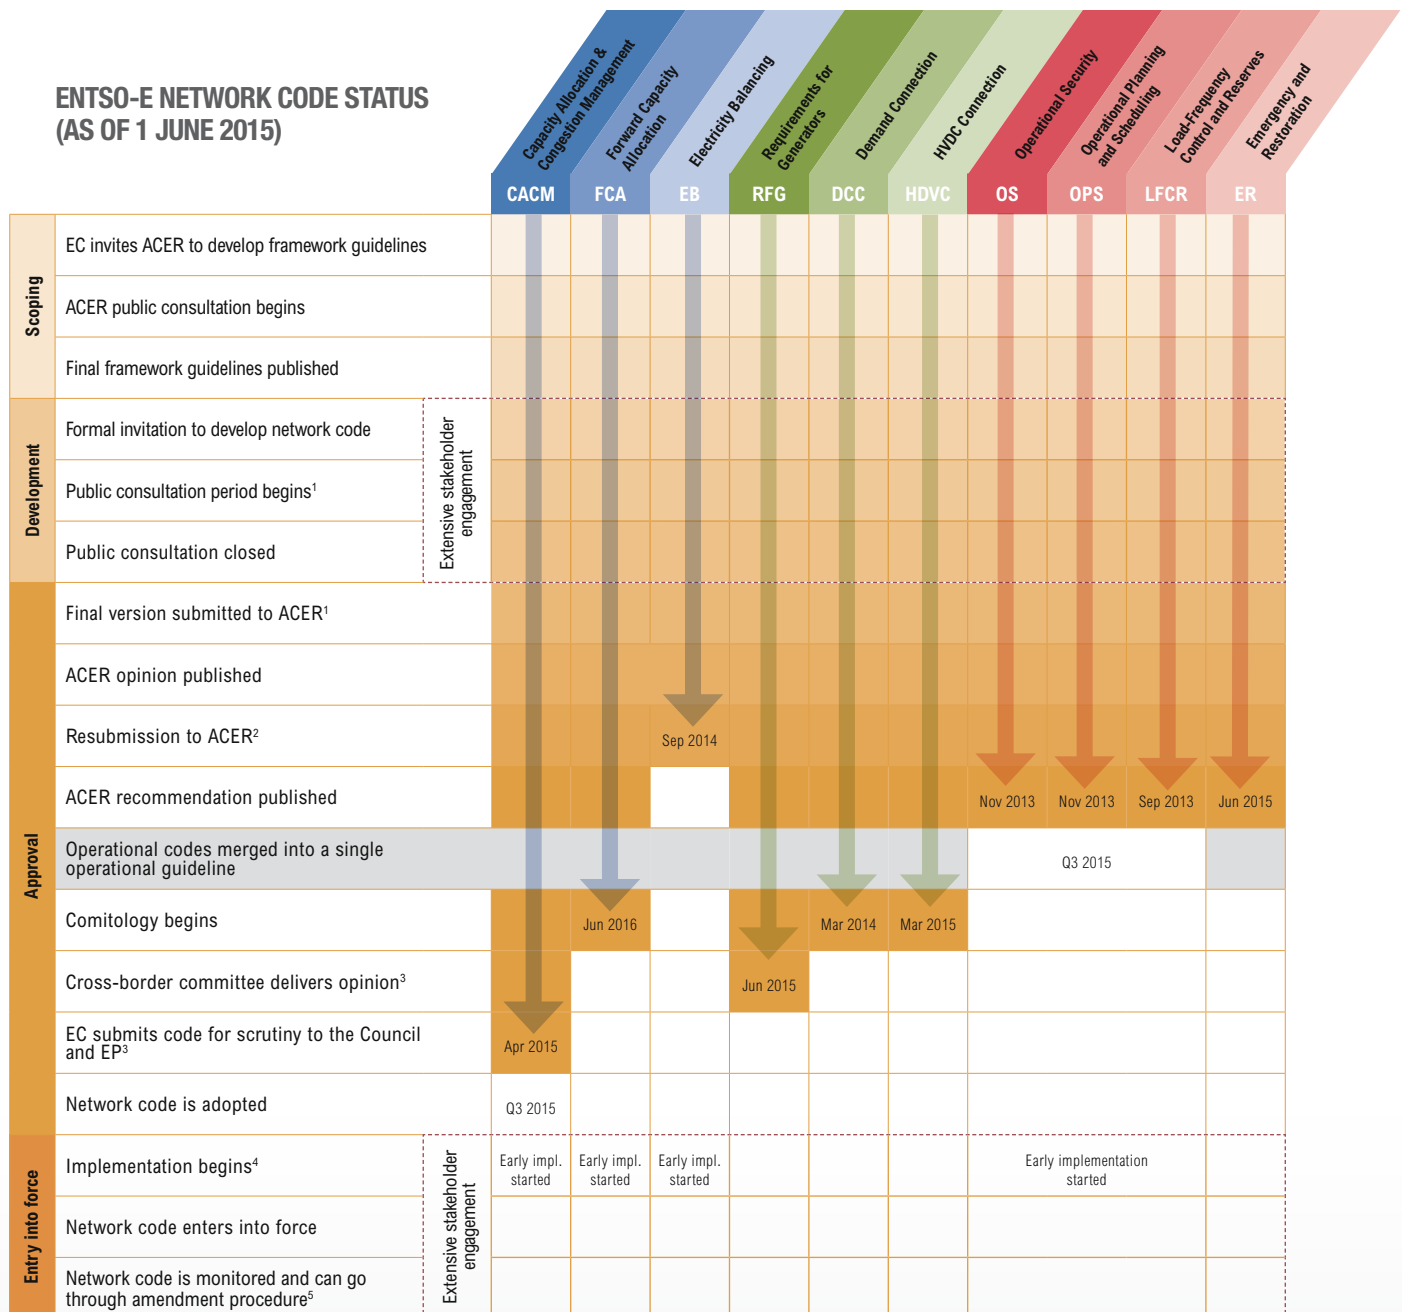 ENTSO-E NETWORK CODE STATUS
(AS OF 1 JUNE 2015)
Capacity Allocation &
Congestion Management
Forward Capacity
Allocation
Electricity Balancing
Requirements for
Generators
Demand Connection
HVDC Connection
Operational Security
Operational Planning
and Scheduling
Load-Frequency
Control and Reserves
Emergency and
Restoration
CACM FCA EB RFG DCC HDVC OS OPS LFCR ER
Scoping
EC invites ACER to develop framework guidelines
ACER public consultation begins
Final framework guidelines published
Development
Formal invitation to develop network code
Public consultation period begins¹
Public consultation closed
Extensive stakeholder
engagement
Approval
Final version submitted to ACER¹
ACER opinion published
Resubmission to ACER²
Sep 2014
ACER recommendation published
Nov 2013 Nov 2013 Sep 2013 Jun 2015
Operational codes merged into a single
operational guideline
Q3 2015
Comitology begins
Jun 2016 Mar 2014 Mar 2015
Cross-border committee delivers opinion³
Jun 2015
EC submits code for scrutiny to the Council
and EP³
Apr 2015
Network code is adopted
Q3 2015
Entry into force
Implementation begins⁴
Extensive stakeholder
engagement
Early impl.
started
Early impl.
started
Early impl.
started
Early implementation
started
Network code enters into force
Network code is monitored and can go
through amendment procedure⁵